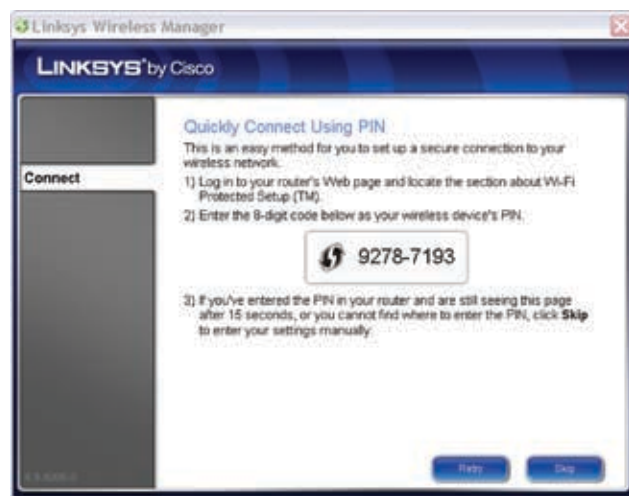 Linksys Wireless Manager
LINKSYS® by Cisco
Connect
Quickly Connect Using PIN
This is an easy method for you to set up a secure connection to your
wireless network.
1) Log in to your router's Web page and locate the section about Wi-Fi
Protected Setup (TM).
2) Enter the 8-digit code below as your wireless device's PIN.
9278-7193
3) If you've entered the PIN in your router and are still seeing this page
after 15 seconds, or you cannot find where to enter the PIN, click Skip
to enter your settings manually.
Retry
Skip